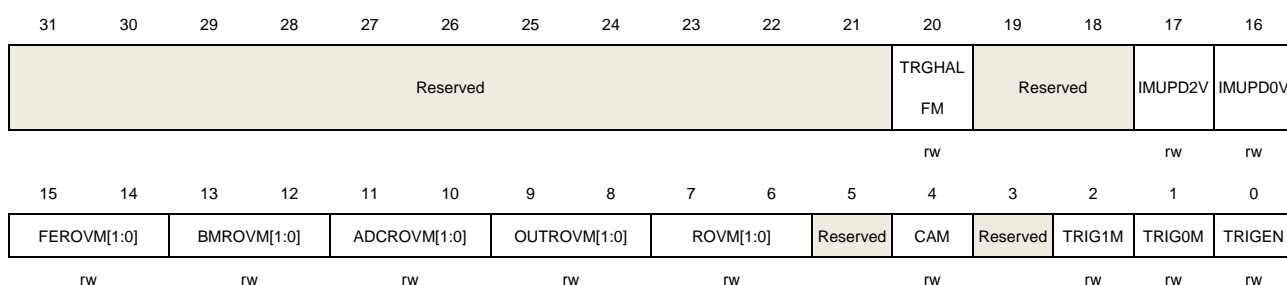 31 30 29 28 27 26 25 24 23 22 21 20 19 18 17 16
Reserved TRGHAL FM Reserved IMUPD2V IMUPD0V
rw rw rw
15 14 13 12 11 10 9 8 7 6 5 4 3 2 1 0
FEROVM[1:0] BMROVM[1:0] ADCROVM[1:0] OUTROVM[1:0] ROVM[1:0] Reserved CAM Reserved TRIG1M TRIG0M TRIGEN
rw rw rw rw rw rw rw rw rw